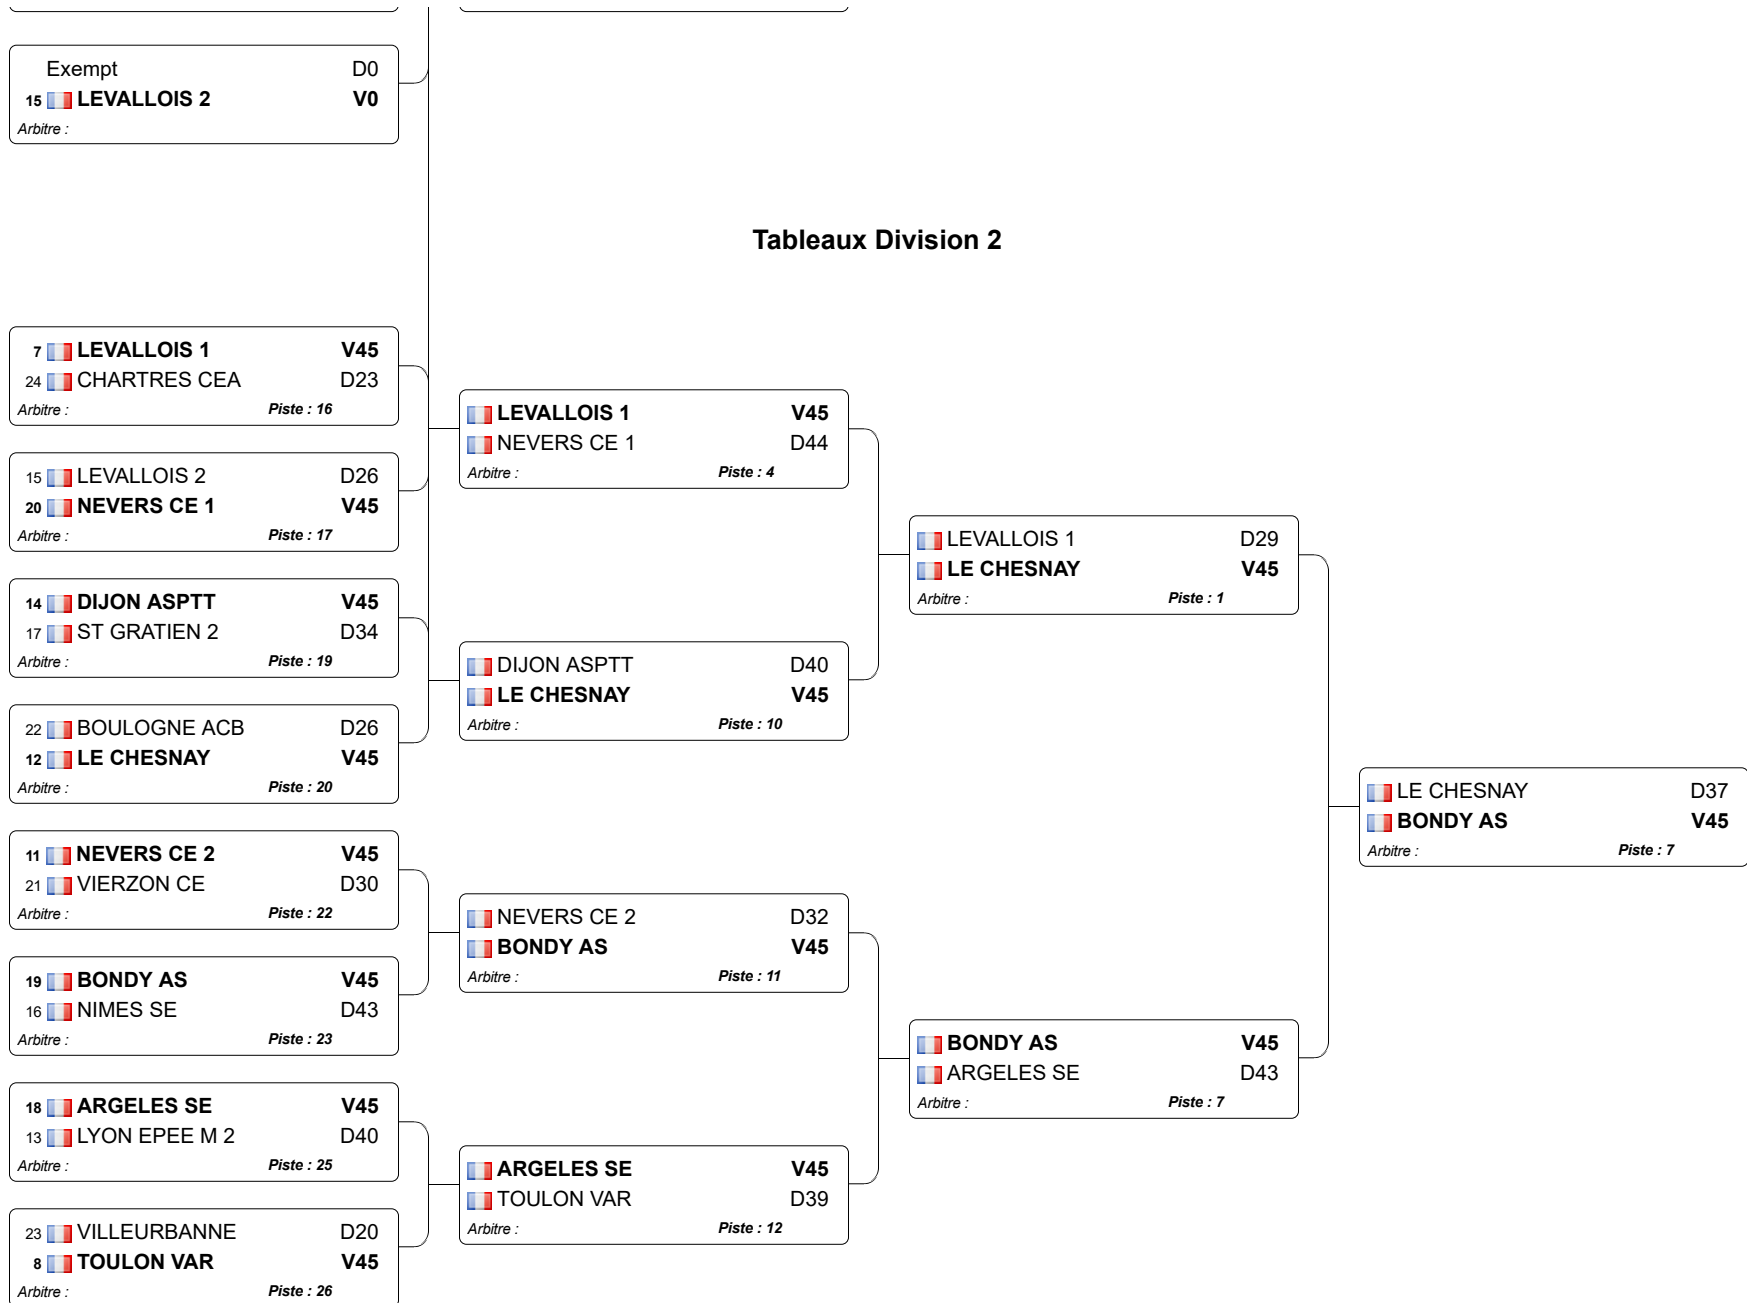 Exempt D0
15 LEVALLOIS 2 V0
Arbitre :
Tableaux Division 2
7 LEVALLOIS 1 V45
24 CHARTRES CEA D23
Arbitre : Piste : 16
15 LEVALLOIS 2 D26
20 NEVERS CE 1 V45
Arbitre : Piste : 17
14 DIJON ASPTT V45
17 ST GRATIEN 2 D34
Arbitre : Piste : 19
22 BOULOGNE ACB D26
12 LE CHESNAY V45
Arbitre : Piste : 20
11 NEVERS CE 2 V45
21 VIERZON CE D30
Arbitre : Piste : 22
19 BONDY AS V45
16 NIMES SE D43
Arbitre : Piste : 23
18 ARGELES SE V45
13 LYON EPEE M 2 D40
Arbitre : Piste : 25
23 VILLEURBANNE D20
8 TOULON VAR V45
Arbitre : Piste : 26
LEVALLOIS 1 V45
NEVERS CE 1 D44
Arbitre : Piste : 4
DIJON ASPTT D40
LE CHESNAY V45
Arbitre : Piste : 10
NEVERS CE 2 D32
BONDY AS V45
Arbitre : Piste : 11
ARGELES SE V45
TOULON VAR D39
Arbitre : Piste : 12
LEVALLOIS 1 D29
LE CHESNAY V45
Arbitre : Piste : 1
BONDY AS V45
ARGELES SE D43
Arbitre : Piste : 7
LE CHESNAY D37
BONDY AS V45
Arbitre : Piste : 7